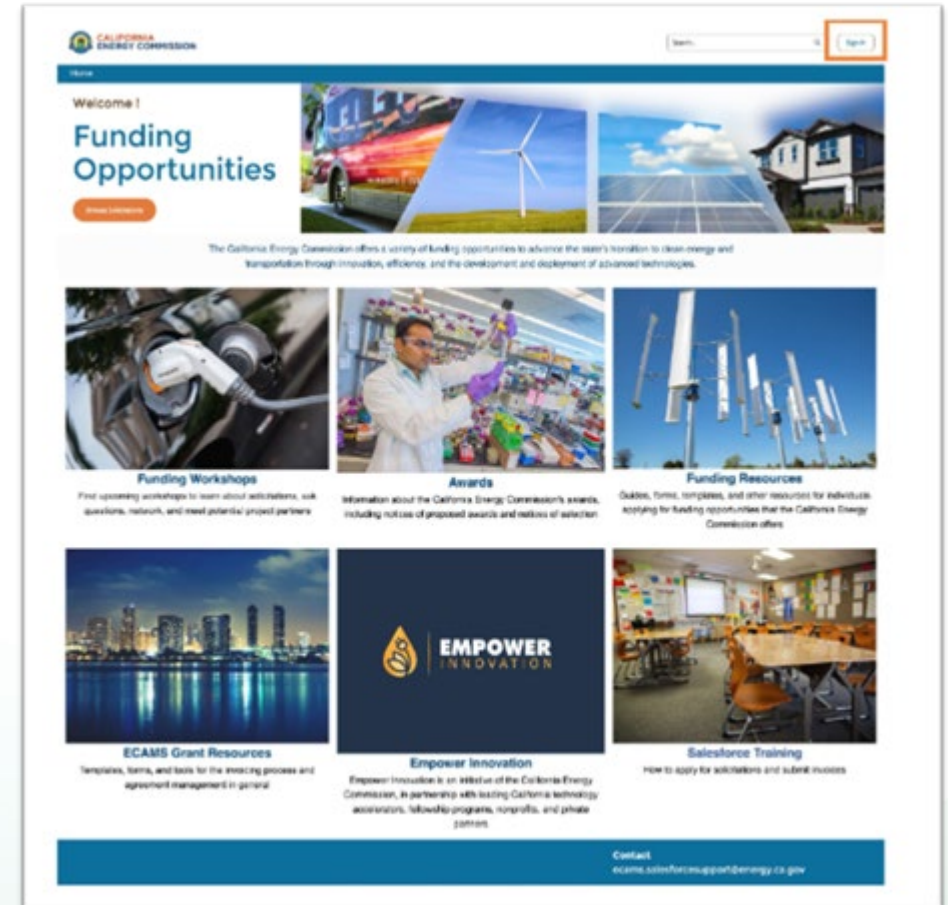 CALIFORNIA
ENERGY COMMISSION
Search...
Sign In
Home
Welcome !
Funding
Opportunities
The California Energy Commission offers a variety of funding opportunities to advance the state's transition to clean energy and
transportation through innovation, efficiency, and the development and deployment of advanced technologies.
Funding Workshops
Find upcoming workshops to learn about solicitations, ask
questions, network, and meet potential project partners
Awards
Information about the California Energy Commission's awards,
including notices of proposed awards and notices of selection
Funding Resources
Guides, forms, templates, and other resources for individuals
applying for funding opportunities that the California Energy
Commission offers
EMPOWER
INNOVATION
ECAMS Grant Resources
Templates, forms, and tools for the invoicing process and
agreement management in general
Empower Innovation
Empower Innovation is an initiative of the California Energy
Commission, in partnership with leading California technology
accelerators, fellowship programs, nonprofits, and private
partners
Salesforce Training
How to apply for solicitations and submit invoices
Contact
ecams.salesforcesupport@energy.ca.gov